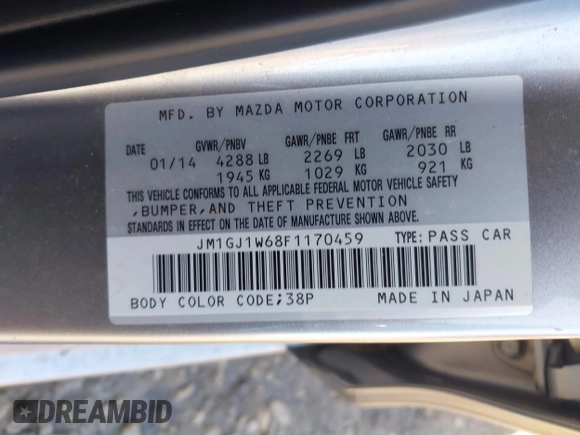 MFD. BY MAZDA MOTOR CORPORATION
DATE GVWR/PNBV GAWR/PNBE FRT GAWR/PNBE RR
01/14 4288 LB 2269 LB 2030 LB
1945 KG 1029 KG 921 KG
THIS VEHICLE CONFORMS TO ALL APPLICABLE FEDERAL MOTOR VEHICLE SAFETY
,BUMPER,AND THEFT PREVENTION
STANDARDS IN EFFECT ON THE DATE OF MANUFACTURE SHOWN ABOVE.
JM1GJ1W68F1170459 TYPE: PASS CAR
BODY COLOR CODE;38P MADE IN JAPAN
DREAMBID